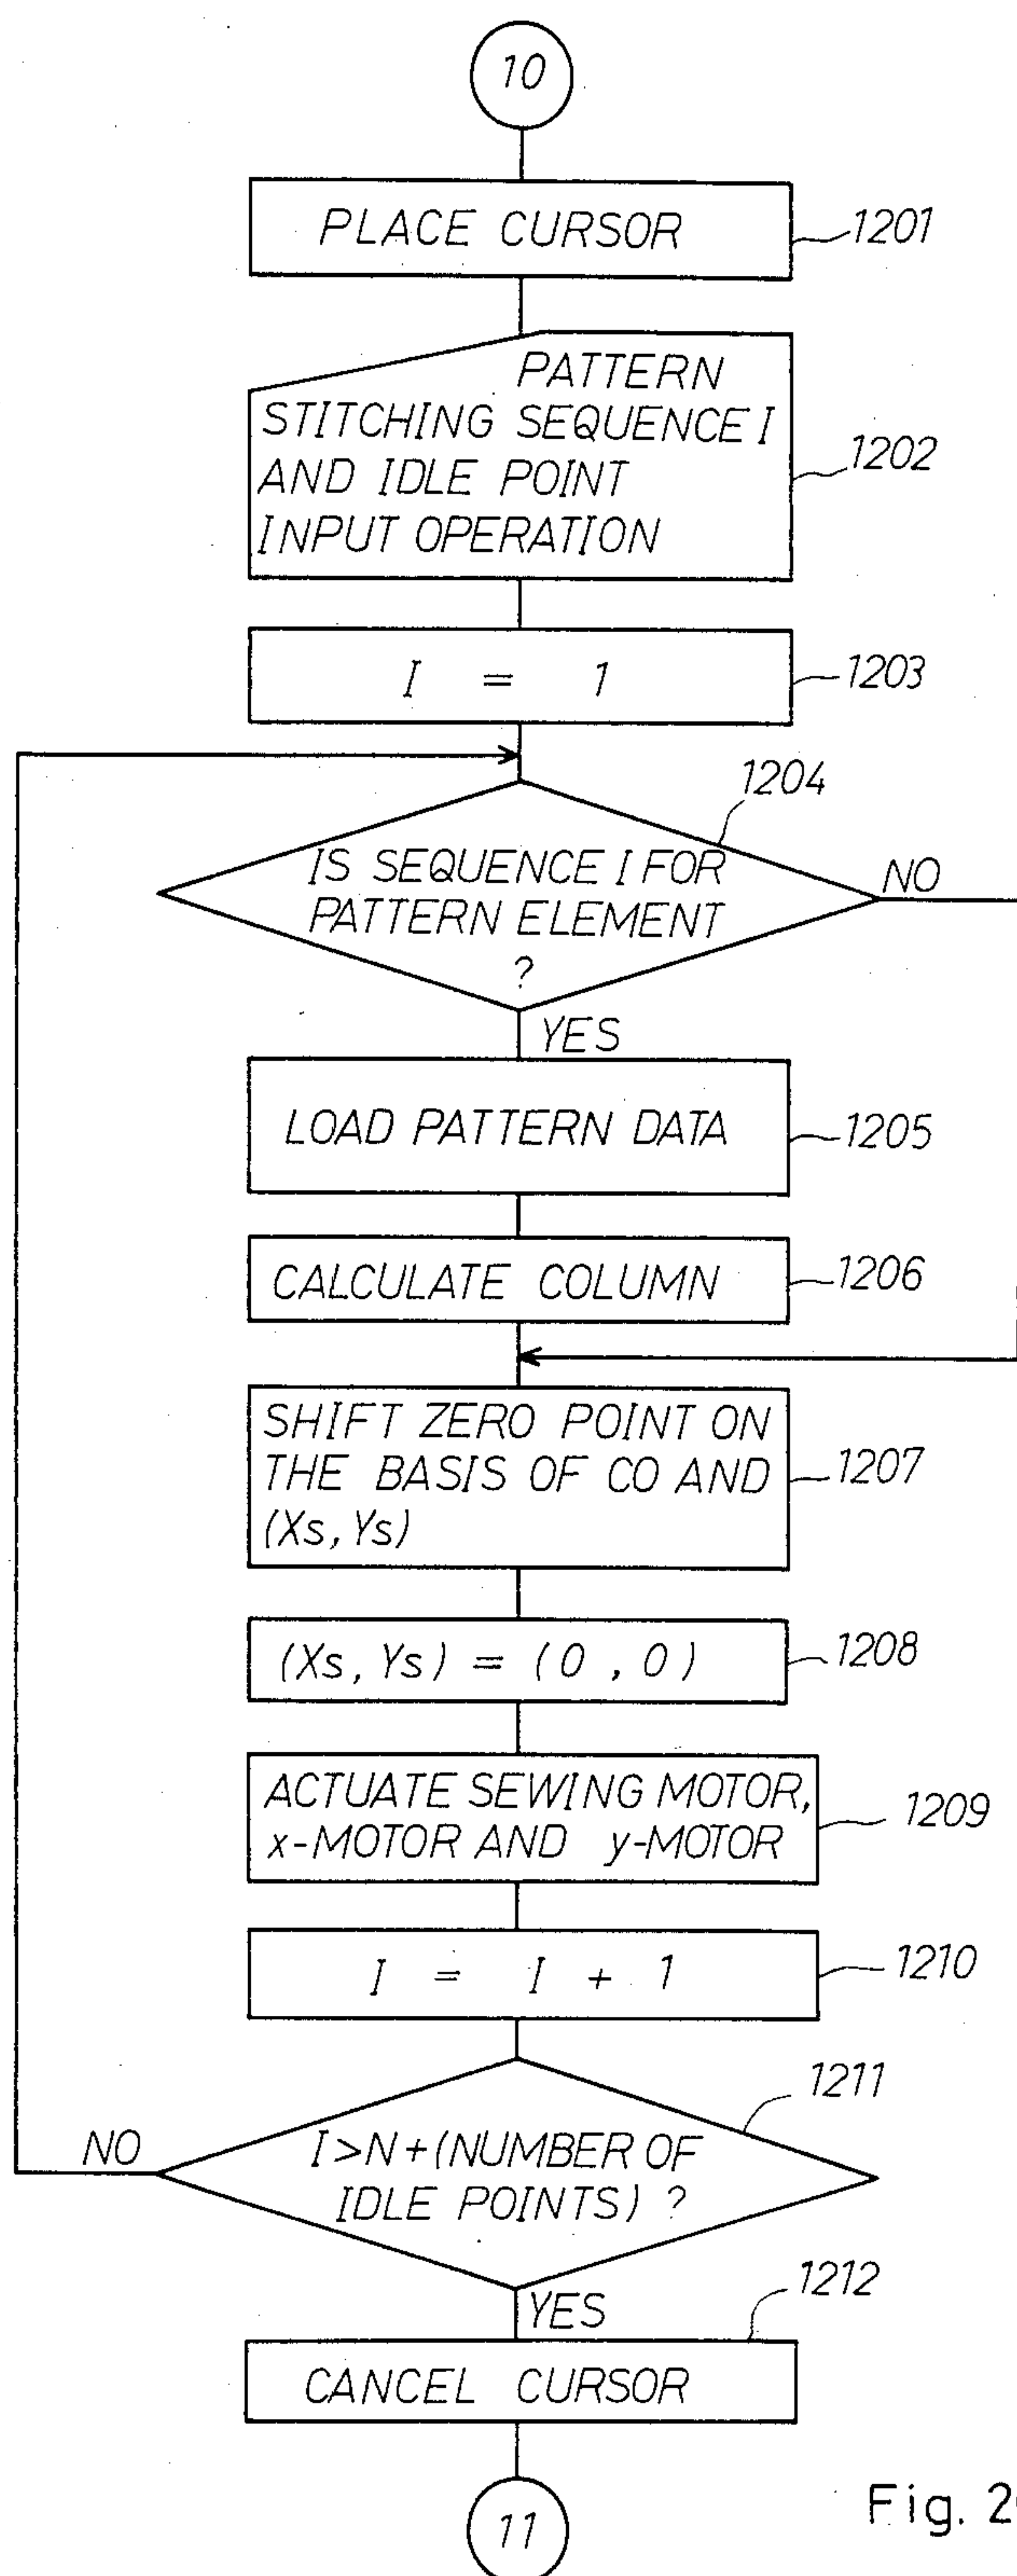 10
PLACE CURSOR
1201
PATTERN
STITCHING SEQUENCE I
AND IDLE POINT
INPUT OPERATION
1202
I = 1
1203
1204
IS SEQUENCE I FOR
PATTERN ELEMENT
?
NO
YES
LOAD PATTERN DATA
1205
CALCULATE COLUMN
1206
SHIFT ZERO POINT ON
THE BASIS OF CO AND
(Xs, Ys)
1207
(Xs, Ys) = (0 , 0)
1208
ACTUATE SEWING MOTOR,
x-MOTOR AND y-MOTOR
1209
I = I + 1
1210
1211
NO
I>N+(NUMBER OF
IDLE POINTS) ?
YES
1212
CANCEL CURSOR
11
Fig.